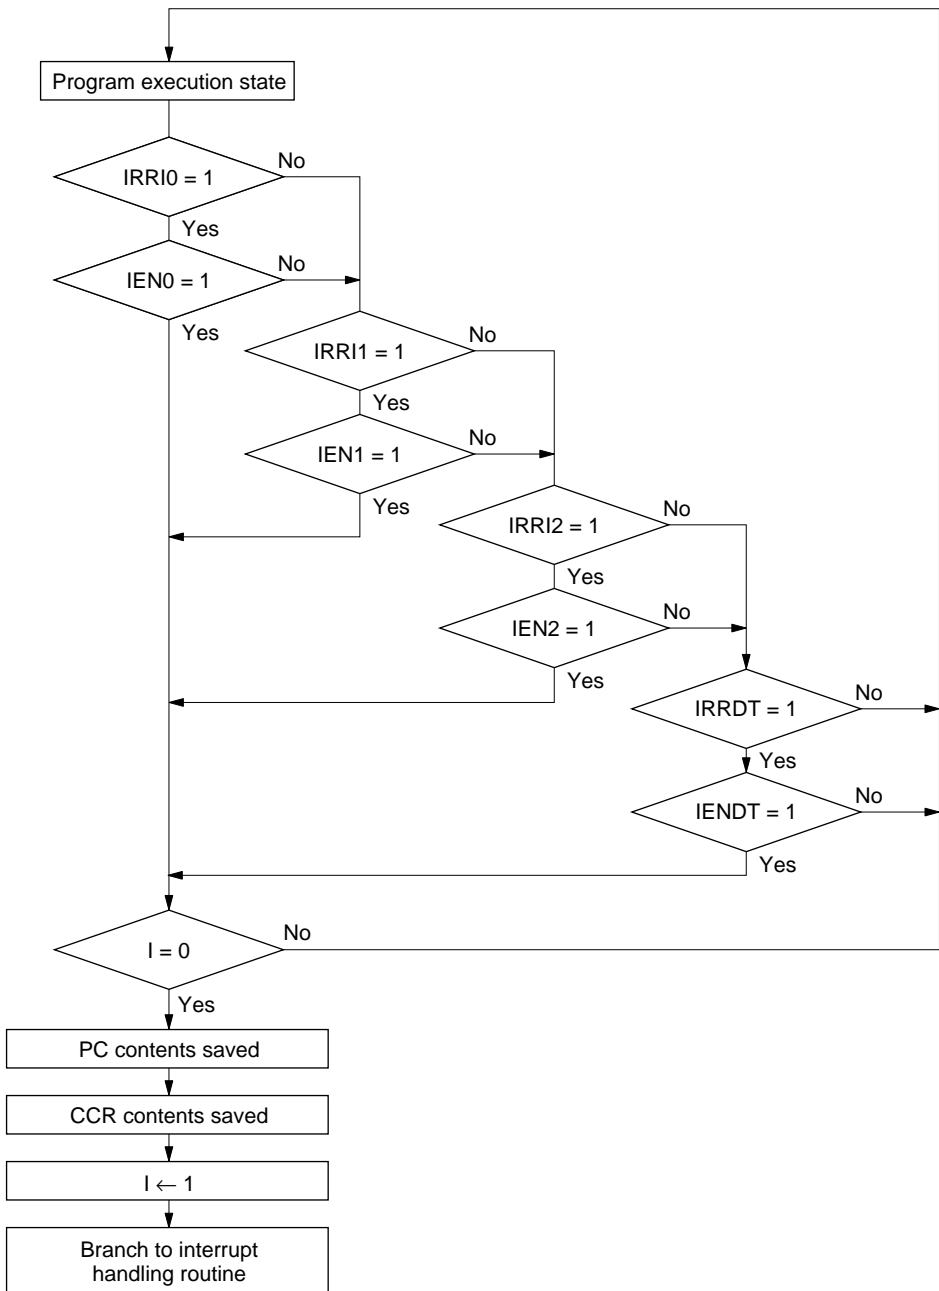 Program execution state
IRRI0 = 1
No
Yes
IEN0 = 1
No
Yes
IRRI1 = 1
No
Yes
IEN1 = 1
No
Yes
IRRI2 = 1
No
Yes
IEN2 = 1
No
Yes
IRRDT = 1
No
Yes
IENDT = 1
No
Yes
I = 0
No
Yes
PC contents saved
CCR contents saved
I ← 1
Branch to interrupt
handling routine